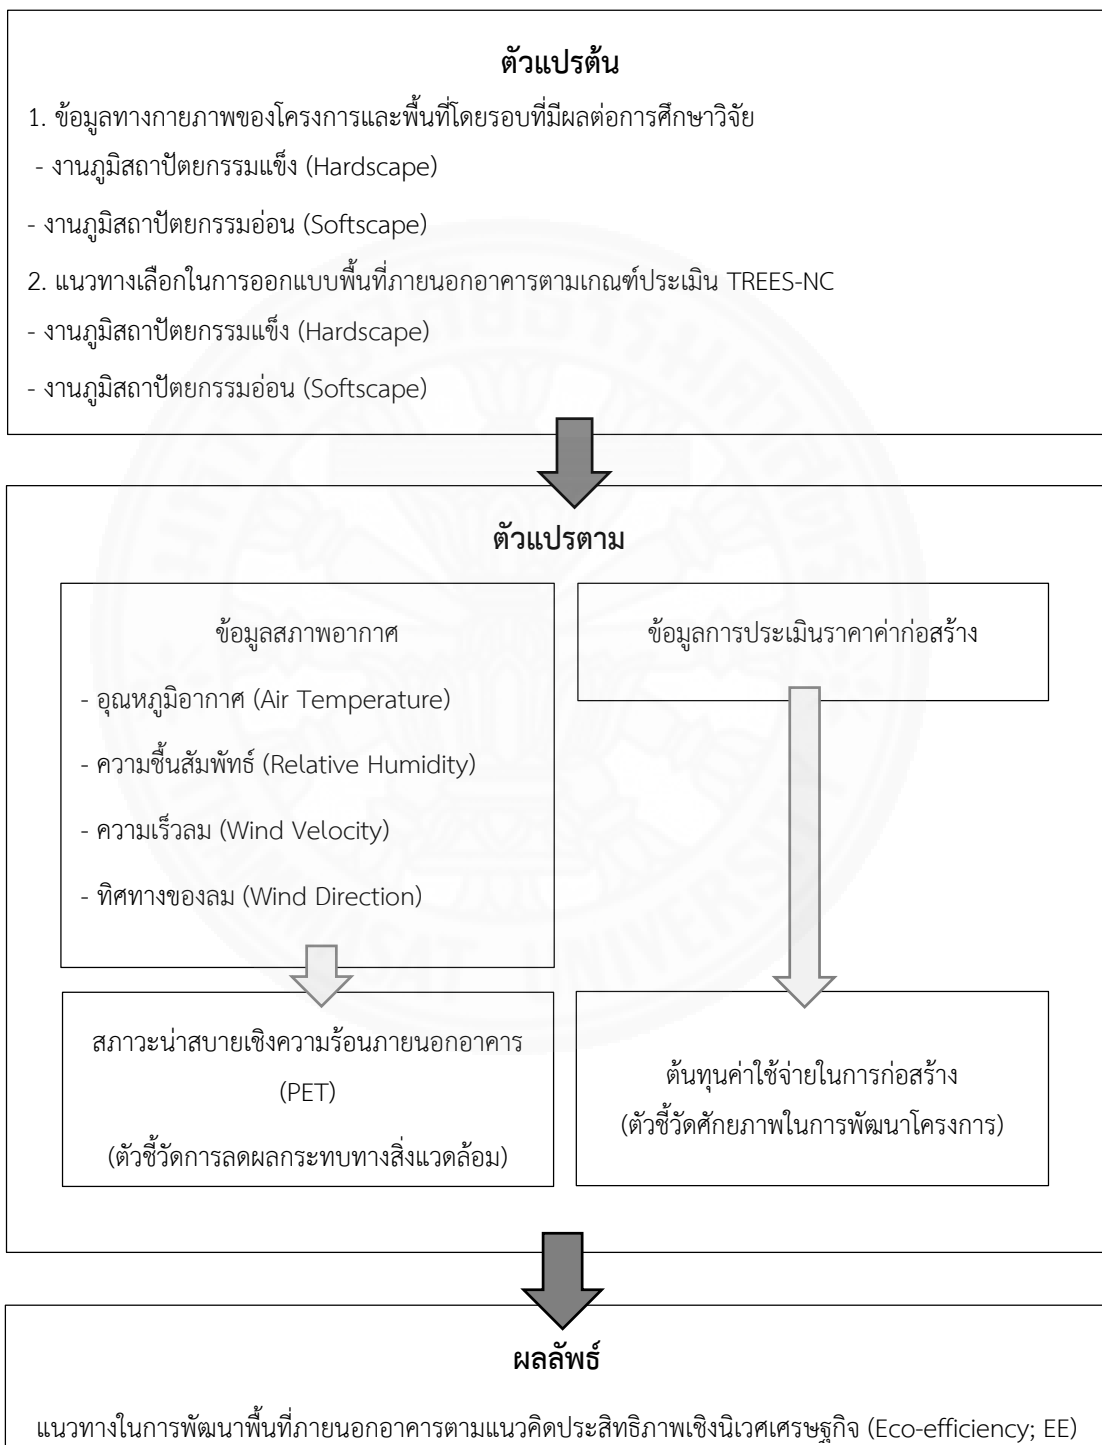 ตัวแปรต้น
1. ข้อมูลทางกายภาพของโครงการและพื้นที่โดยรอบที่มีผลต่อการศึกษาวิจัย
- งานภูมิสถาปัตยกรรมแข็ง (Hardscape)
- งานภูมิสถาปัตยกรรมอ่อน (Softscape)
2. แนวทางเลือกในการออกแบบพื้นที่ภายนอกอาคารตามเกณฑ์ประเมิน TREES-NC
- งานภูมิสถาปัตยกรรมแข็ง (Hardscape)
- งานภูมิสถาปัตยกรรมอ่อน (Softscape)
ตัวแปรตาม
ข้อมูลสภาพอากาศ
- อุณหภูมิอากาศ (Air Temperature)
- ความชื้นสัมพัทธ์ (Relative Humidity)
- ความเร็วลม (Wind Velocity)
- ทิศทางของลม (Wind Direction)
ข้อมูลการประเมินราคาค่าก่อสร้าง
สภาวะน่าสบายเชิงความร้อนภายนอกอาคาร
(PET)
(ตัวชี้วัดการลดผลกระทบทางสิ่งแวดล้อม)
ต้นทุนค่าใช้จ่ายในการก่อสร้าง
(ตัวชี้วัดศักยภาพในการพัฒนาโครงการ)
ผลลัพธ์
แนวทางในการพัฒนาพื้นที่ภายนอกอาคารตามแนวคิดประสิทธิภาพเชิงนิเวศเศรษฐกิจ (Eco-efficiency; EE)